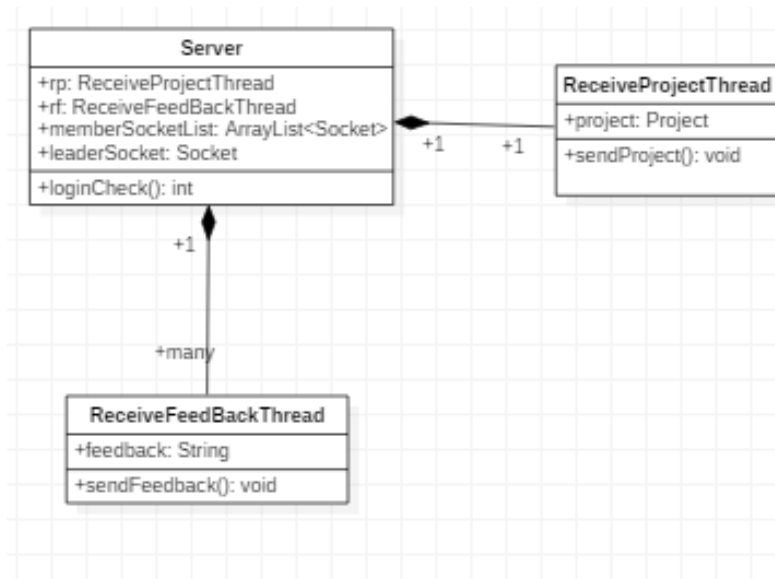 Server
+rp: ReceiveProjectThread
+rf: ReceiveFeedBackThread
+memberSocketList: ArrayList<Socket>
+leaderSocket: Socket
+loginCheck(): int
ReceiveProjectThread
+project: Project
+sendProject(): void
+1
+1
+1
+many
ReceiveFeedBackThread
+feedback: String
+sendFeedback(): void